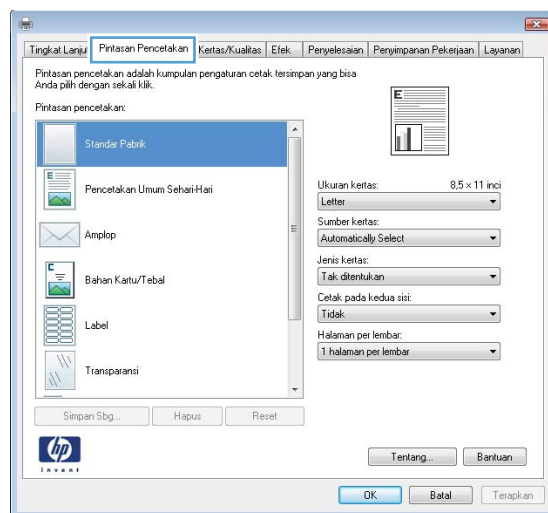 Tingkat Lanju
Pintasan Pencetakan
Kertas/Kualitas
Efek
Penyelesaian
Penyimpanan Pekerjaan
Layanan
Pintasan pencetakan adalah kumpulan pengaturan cetak tersimpan yang bisa
Anda pilih dengan sekali klik.
Pintasan pencetakan:
Standar Pabrik
Pencetakan Umum Sehari-Hari
Amplop
Bahan Kartu/Tebal
Label
Transparansi
Simpan Sbg...
Hapus
Reset
E
Ukuran kertas: 8,5 × 11 inci
Letter
Sumber kertas:
Automatically Select
Jenis kertas:
Tak ditentukan
Cetak pada kedua sisi:
Tidak
Halaman per lembar:
1 halaman per lembar
hp
invent
Tentang...
Bantuan
OK
Batal
Terapkan